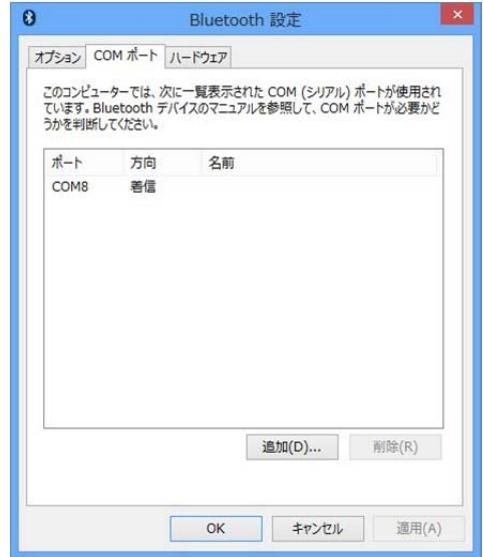 Bluetooth 設定
オプション COM ポート ハードウェア
このコンピューターでは、次に一覧表示された COM (シリアル) ポートが使用され
ています。Bluetooth デバイスのマニュアルを参照して、COM ポートが必要かど
うかを判断してください。
ポート 方向 名前
COM8 着信
追加(D)... 削除(R)
OK キャンセル 適用(A)